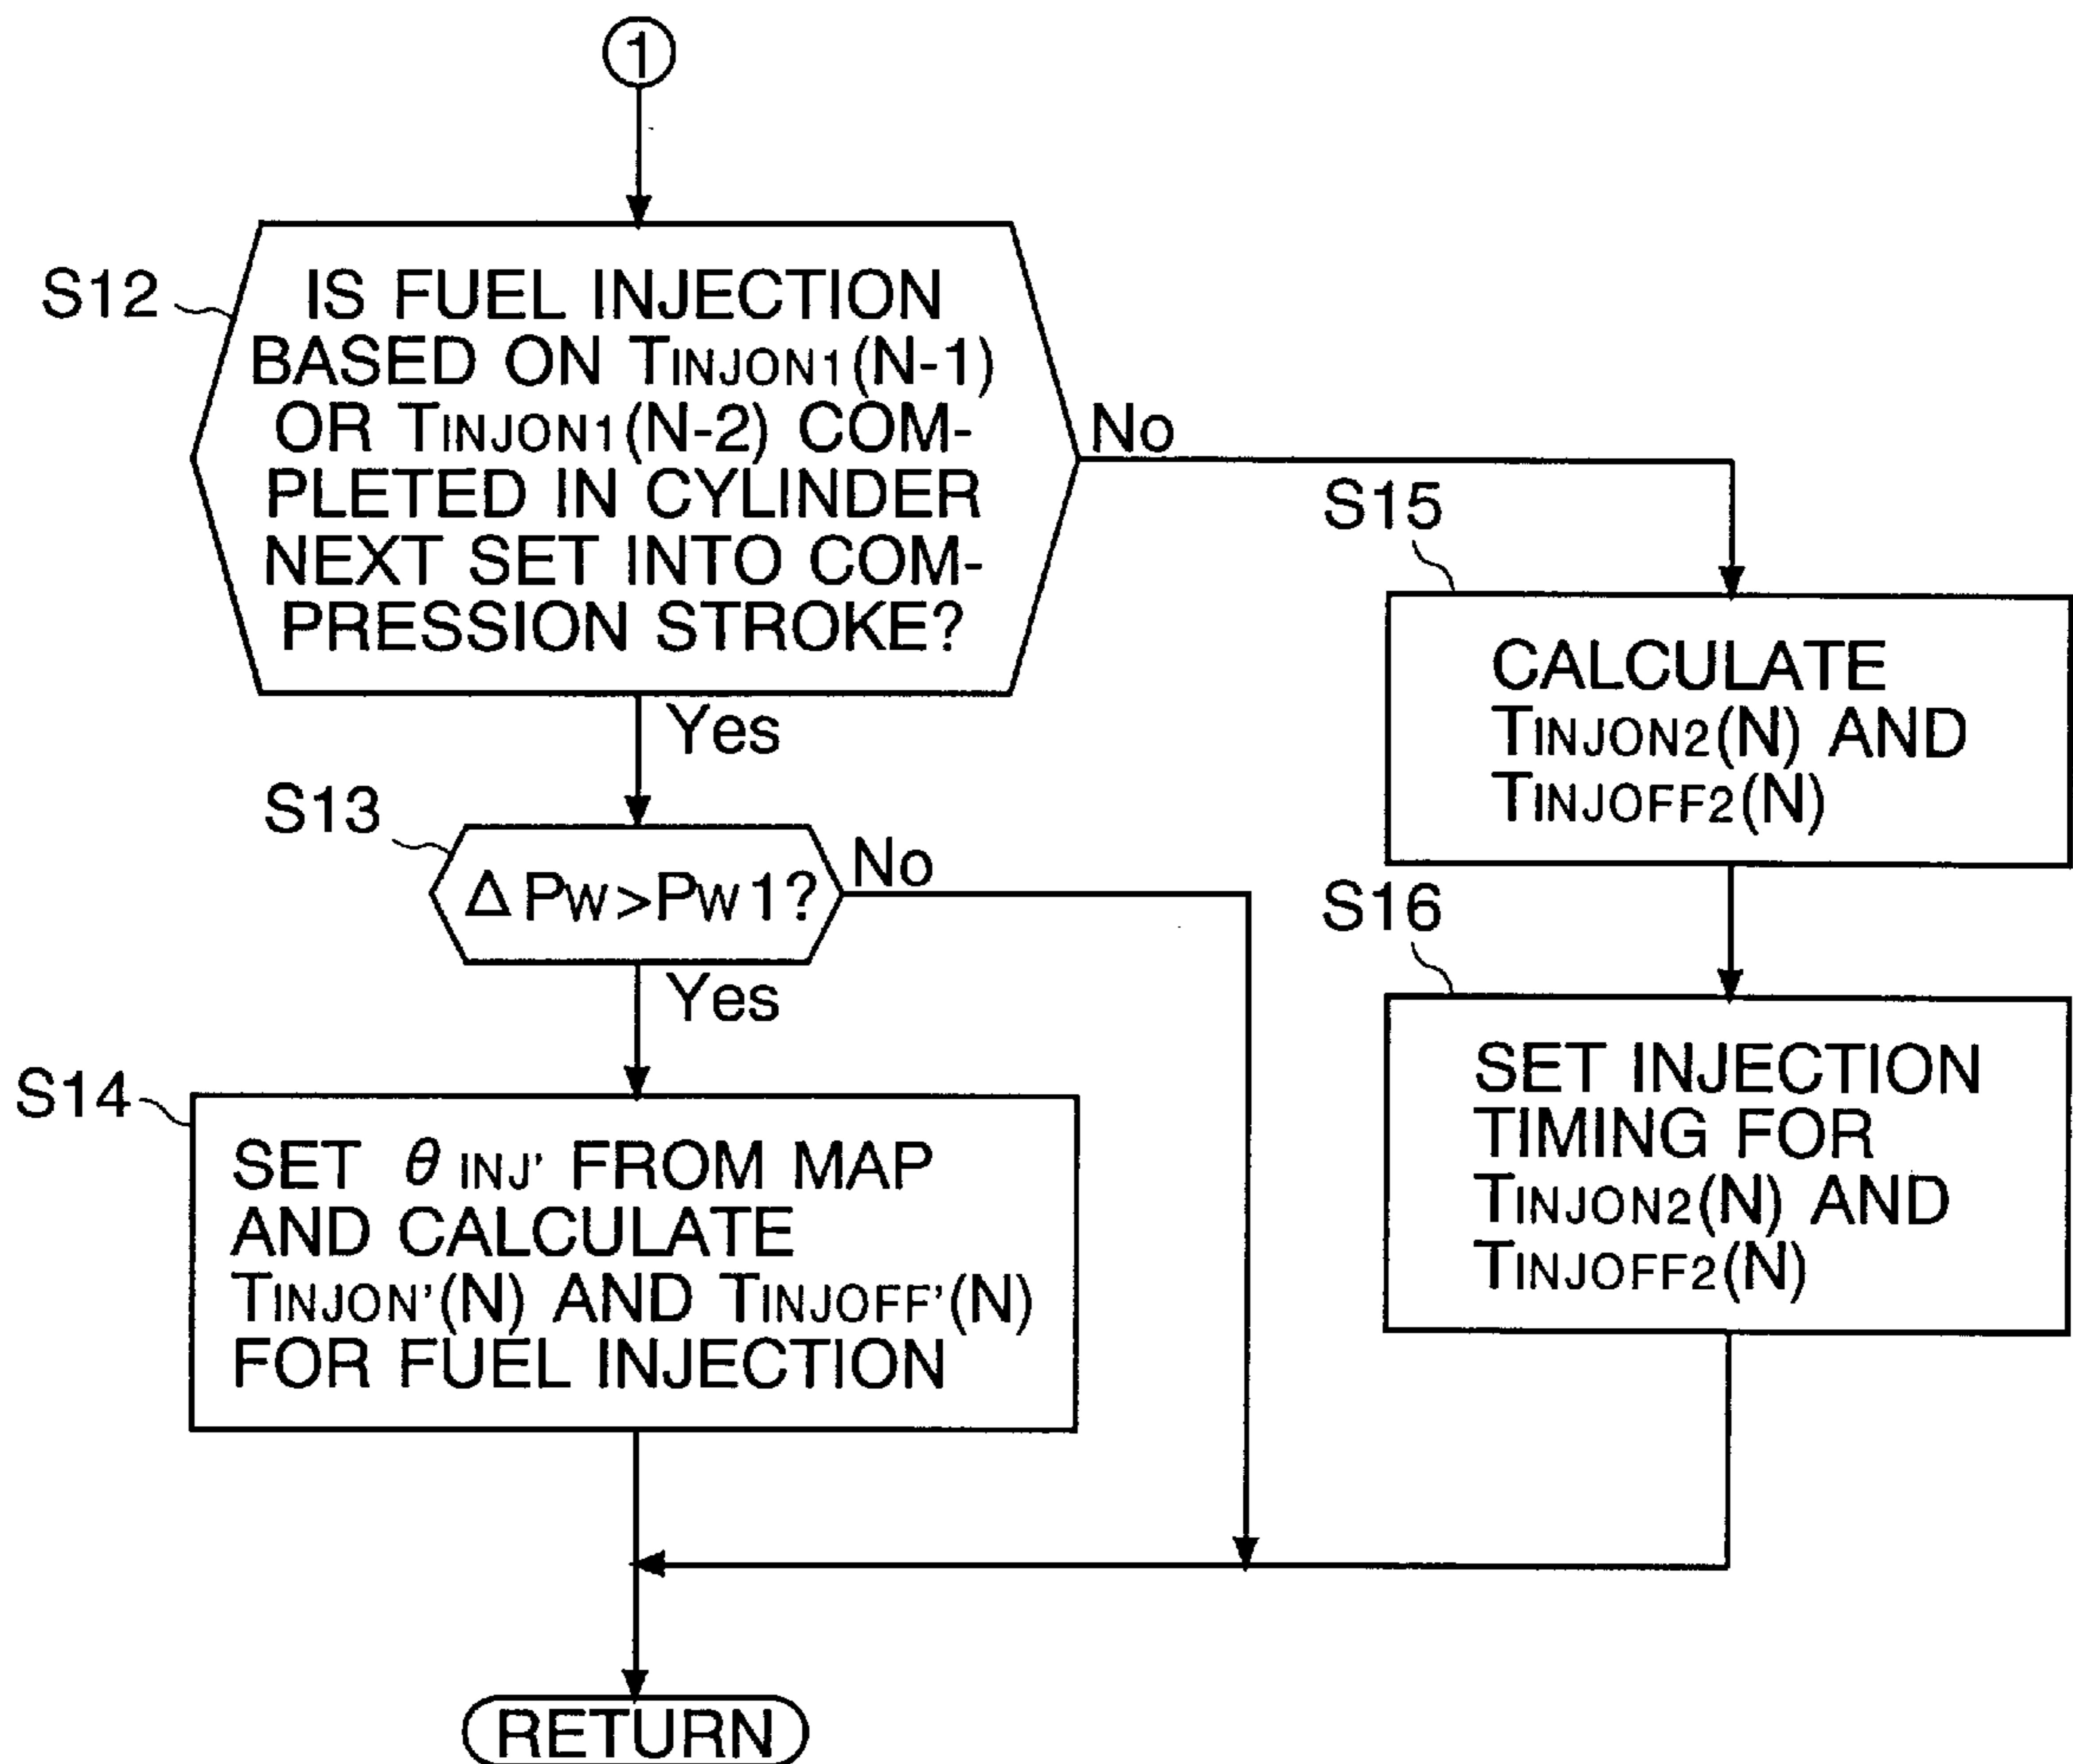 1
S12
IS FUEL INJECTION
BASED ON TINJON1(N-1)
OR TINJON1(N-2) COM-
PLETED IN CYLINDER
NEXT SET INTO COM-
PRESSION STROKE?
No
Yes
S13
Δ PW>PW1?
No
Yes
S14
SET θ INJ' FROM MAP
AND CALCULATE
TINJON'(N) AND TINJOFF'(N)
FOR FUEL INJECTION
S15
CALCULATE
TINJON2(N) AND
TINJOFF2(N)
S16
SET INJECTION
TIMING FOR
TINJON2(N) AND
TINJOFF2(N)
RETURN